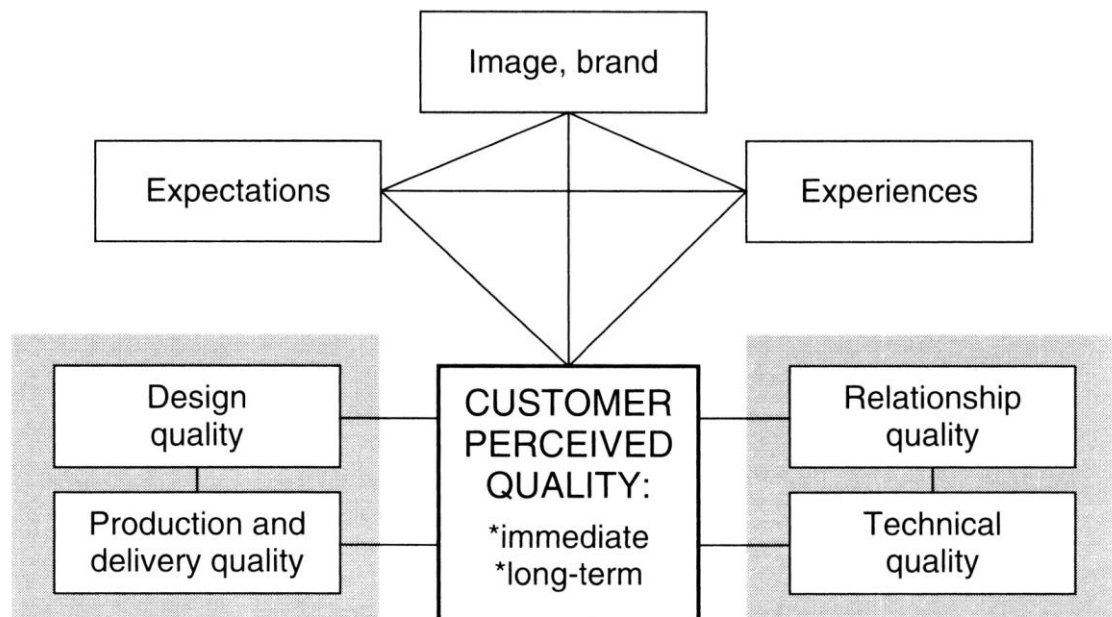 Image, brand
Expectations
Experiences
Design
quality
Production and
delivery quality
CUSTOMER
PERCEIVED
QUALITY:
*immediate
*long-term
Relationship
quality
Technical
quality